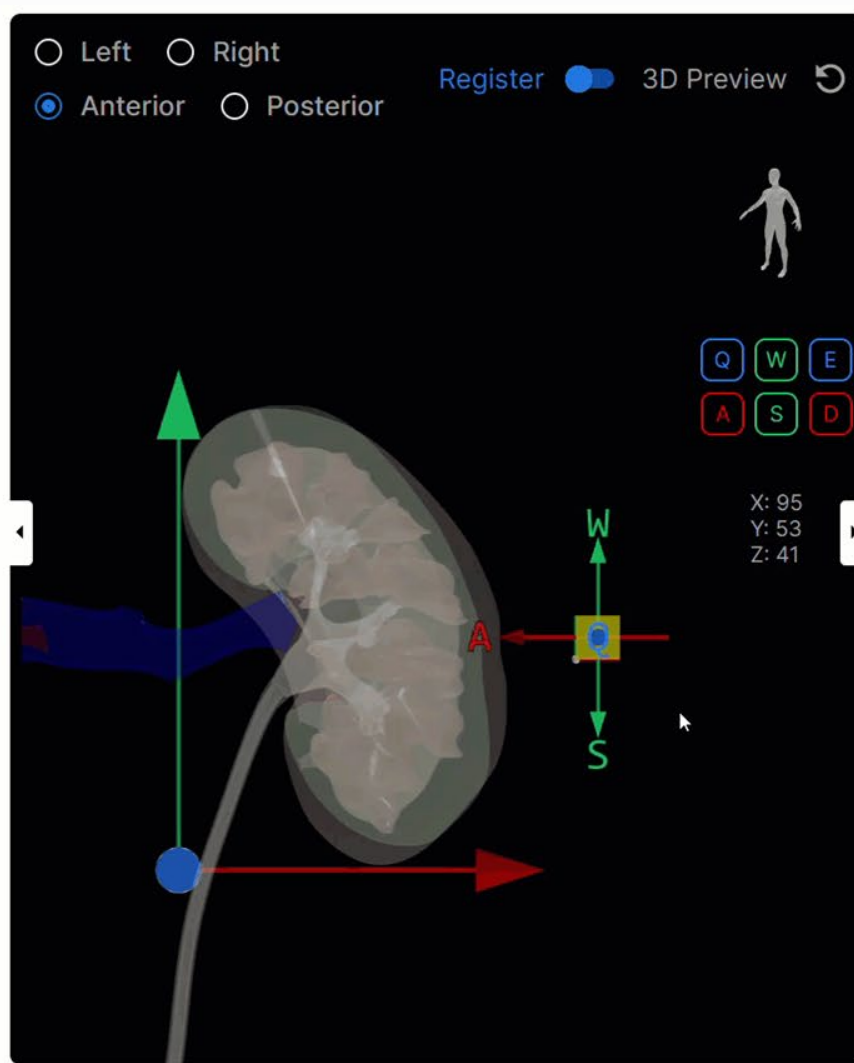 Left Right
Anterior Posterior
Register 3D Preview
Q W E
A S D
X: 95
Y: 53
Z: 41
W
A Q
S